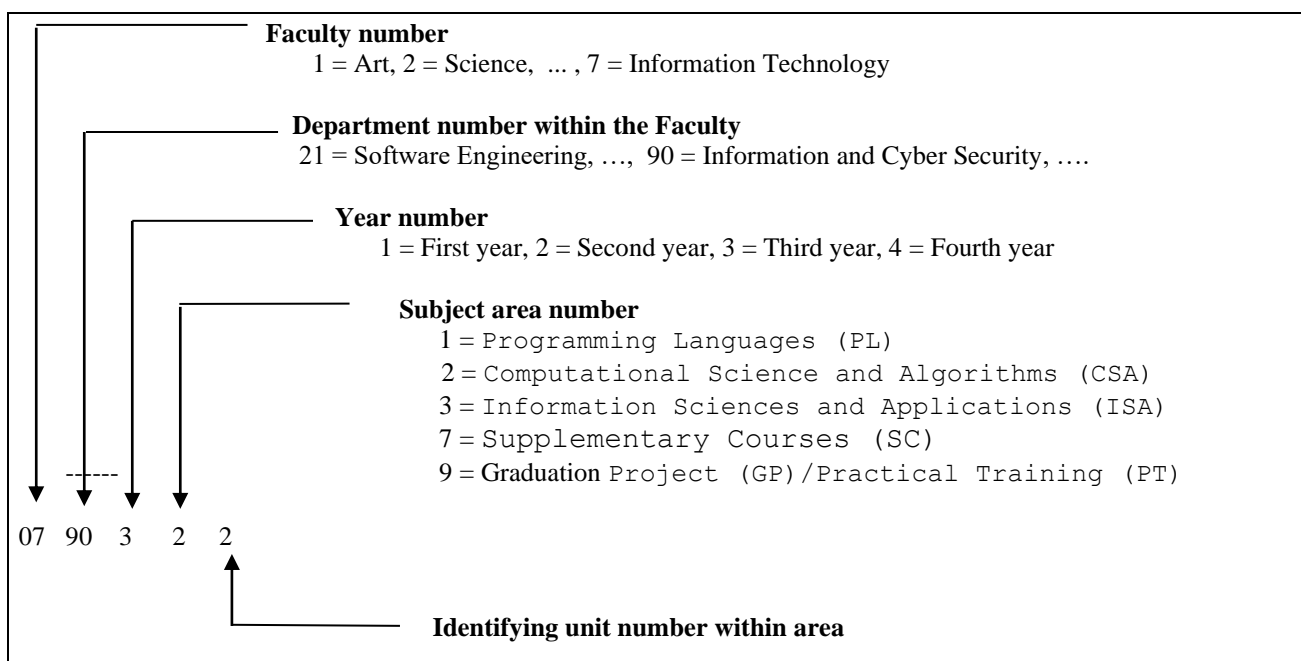 Faculty number
1 = Art, 2 = Science, ... , 7 = Information Technology
Department number within the Faculty
21 = Software Engineering, …, 90 = Information and Cyber Security, ….
Year number
1 = First year, 2 = Second year, 3 = Third year, 4 = Fourth year
Subject area number
1 = Programming Languages (PL)
2 = Computational Science and Algorithms (CSA)
3 = Information Sciences and Applications (ISA)
7 = Supplementary Courses (SC)
9 = Graduation Project (GP)/Practical Training (PT)
07 90 3 2 2
Identifying unit number within area